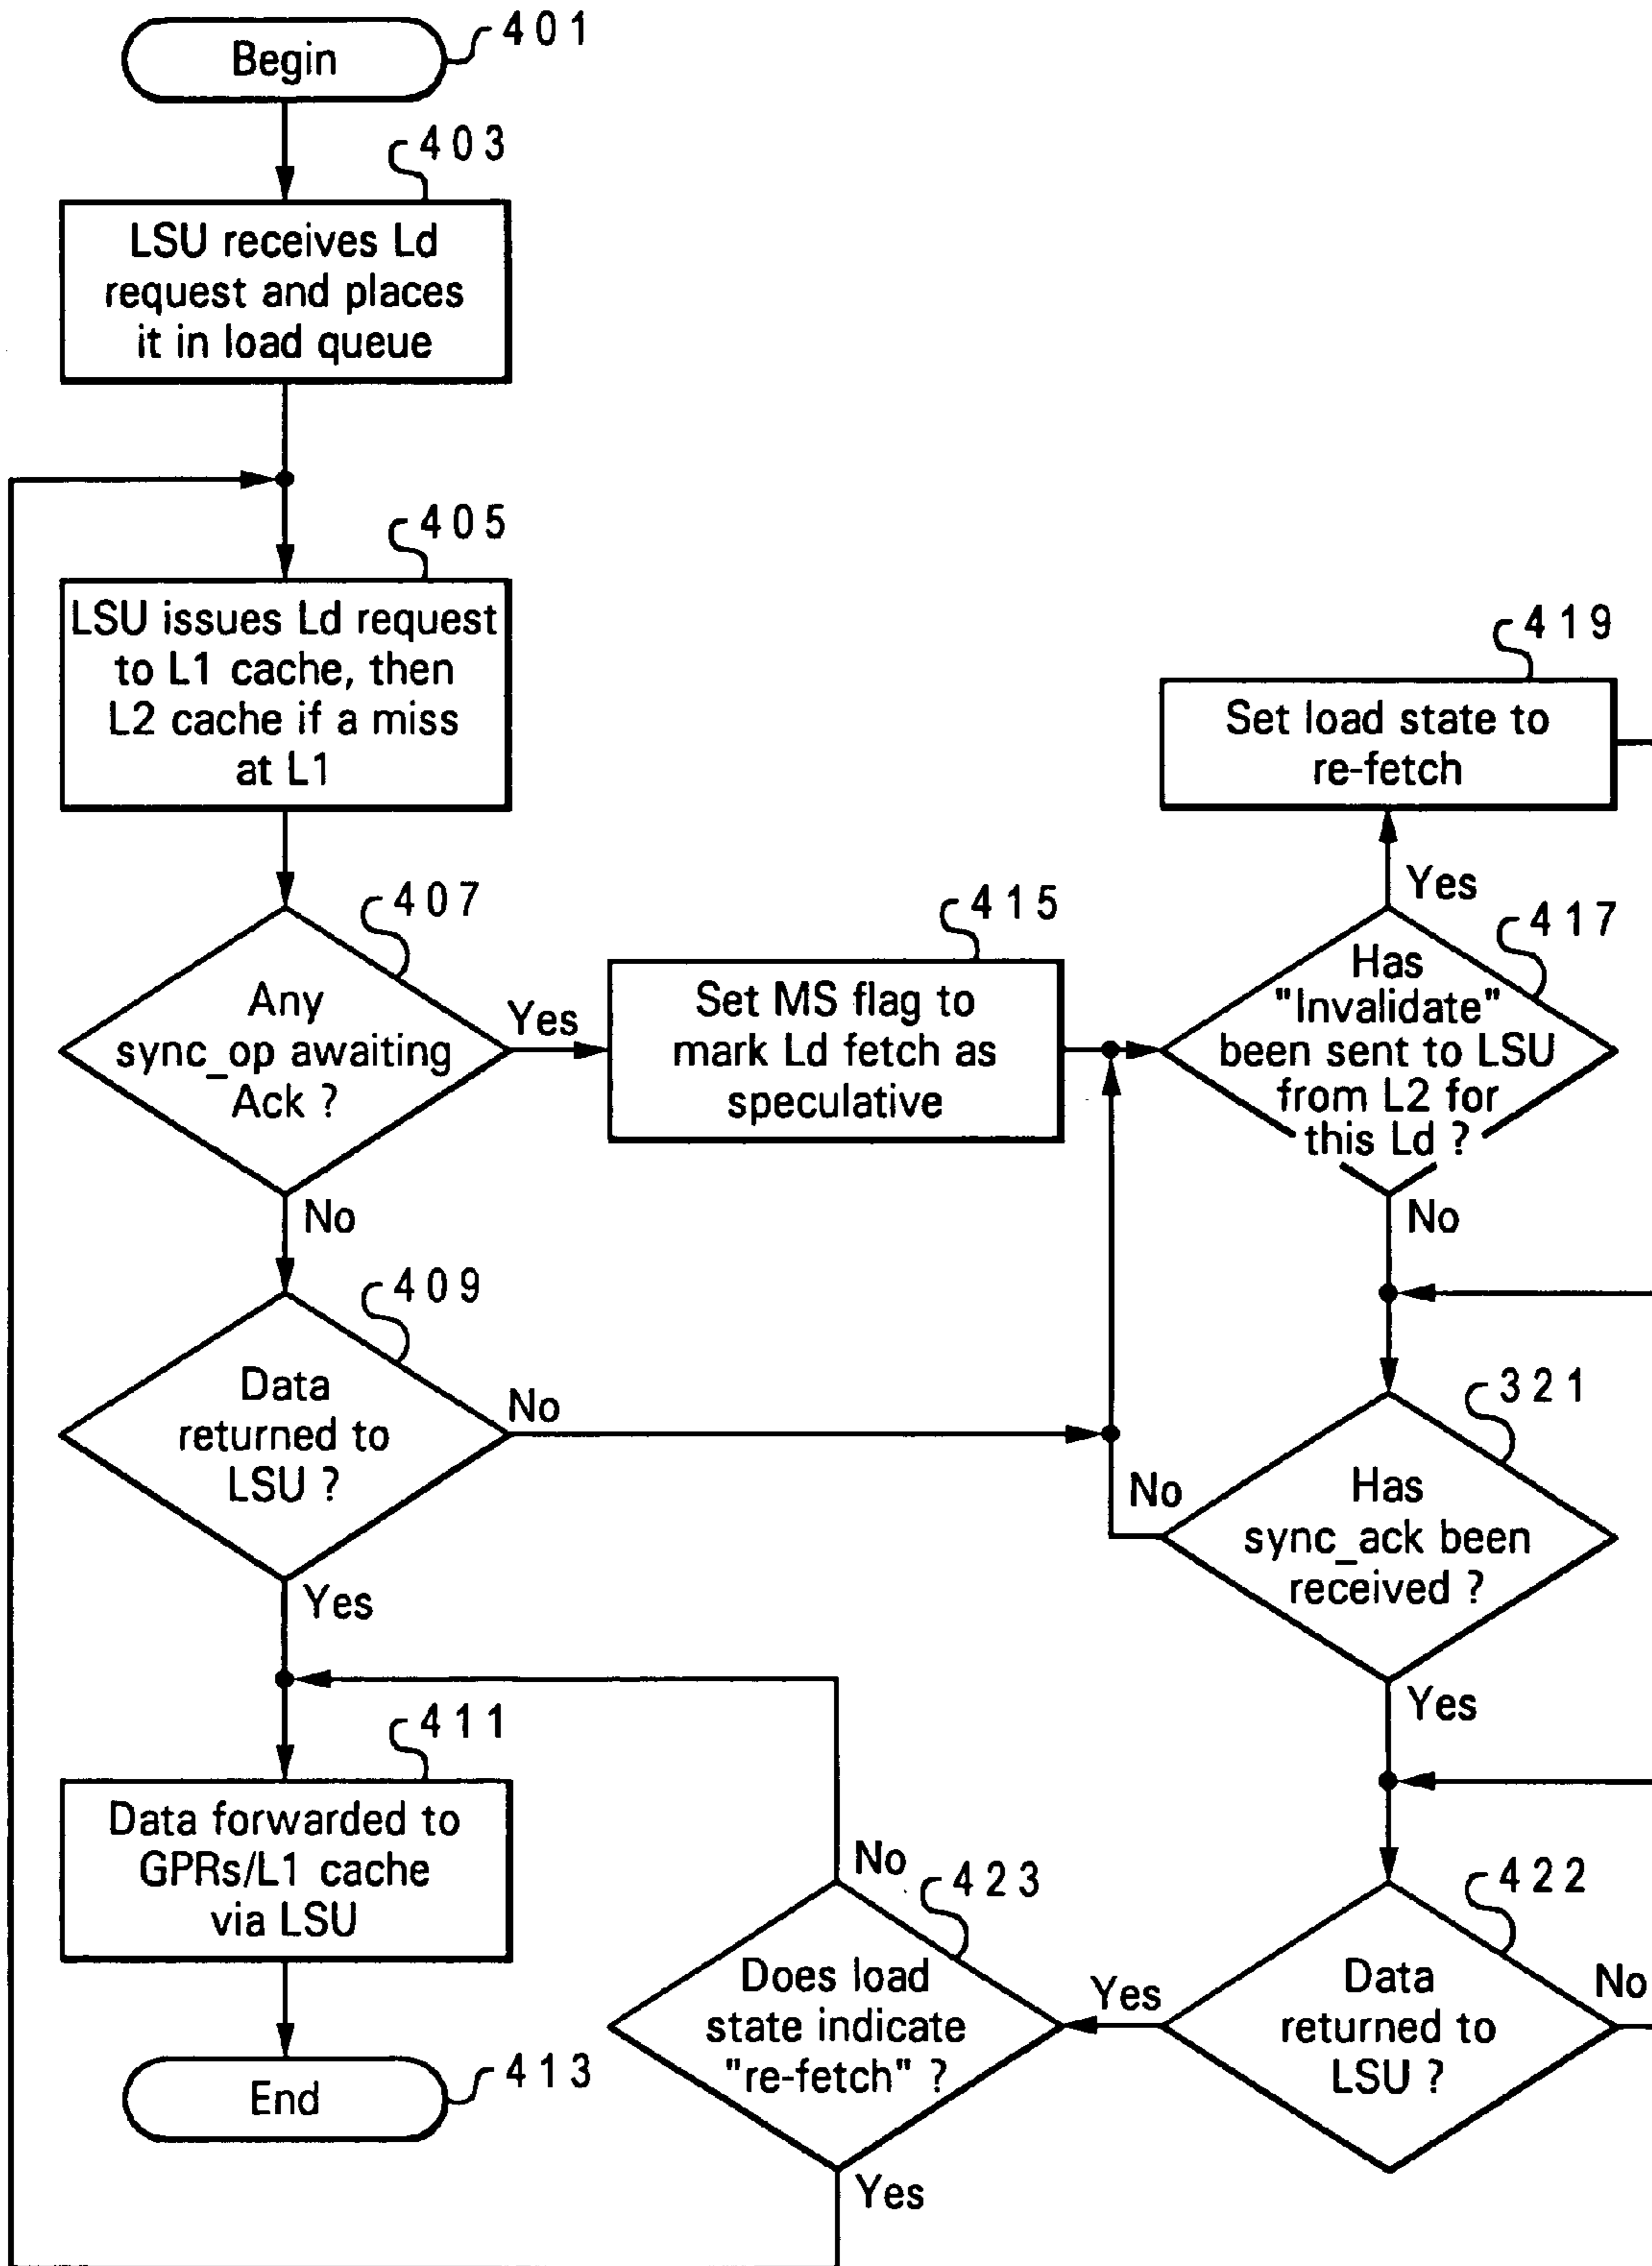 Begin
401
403
LSU receives Ld
request and places
it in load queue
405
LSU issues Ld request
to L1 cache, then
L2 cache if a miss
at L1
407
Any
sync_op awaiting
Ack ?
Yes
No
415
Set MS flag to
mark Ld fetch as
speculative
419
Set load state to
re-fetch
Yes
417
Has
"Invalidate"
been sent to LSU
from L2 for
this Ld ?
No
409
Data
returned to
LSU ?
No
Yes
321
Has
sync_ack been
received ?
No
Yes
411
Data forwarded to
GPRs/L1 cache
via LSU
End
413
423
Does load
state indicate
"re-fetch" ?
No
Yes
422
Data
returned to
LSU ?
Yes
No